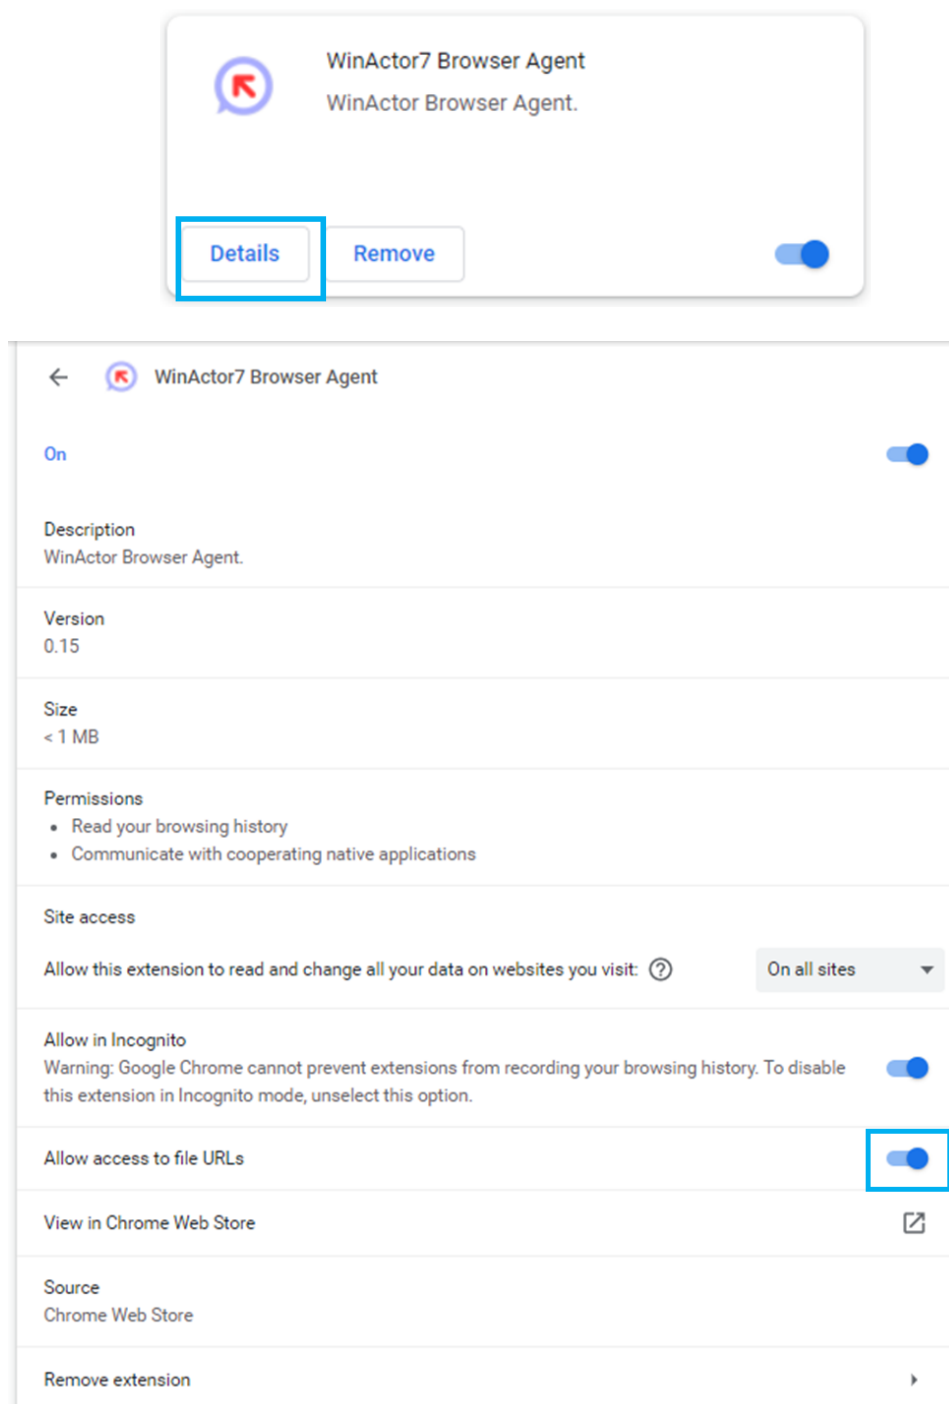 WinActor7 Browser Agent
WinActor Browser Agent.
Details
Remove
WinActor7 Browser Agent
On
Description
WinActor Browser Agent.
Version
0.15
Size
< 1 MB
Permissions
• Read your browsing history
• Communicate with cooperating native applications
Site access
Allow this extension to read and change all your data on websites you visit: ?
On all sites
Allow in Incognito
Warning: Google Chrome cannot prevent extensions from recording your browsing history. To disable
this extension in Incognito mode, unselect this option.
Allow access to file URLs
View in Chrome Web Store
Source
Chrome Web Store
Remove extension